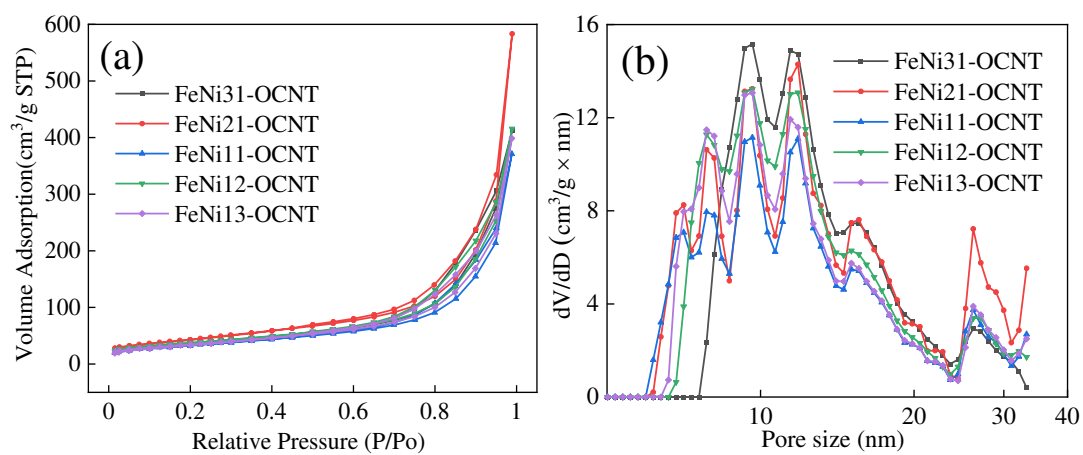 (a)
Volume Adsorption(cm³/g STP)
600
500
400
300
200
100
0
FeNi31-OCNT
FeNi21-OCNT
FeNi11-OCNT
FeNi12-OCNT
FeNi13-OCNT
0 0.2 0.4 0.6 0.8 1
Relative Pressure (P/Po)
(b)
dV/dD (cm³/g × nm)
16
12
8
4
0
FeNi31-OCNT
FeNi21-OCNT
FeNi11-OCNT
FeNi12-OCNT
FeNi13-OCNT
10 20 30 40
Pore size (nm)